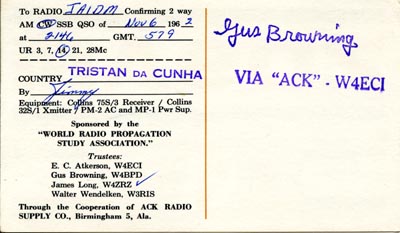 To RADIO I1IDM Confirming 2 way
AM CW SSB QSO of Nov 6 1962
at 2146 GMT. 579
UR 3, 7, 14, 21, 28Mc
COUNTRY TRISTAN DA CUNHA
By Jimmy
Equipment: Collins 75S/3 Receiver / Collins
32S/1 Xmitter / PM-2 AC and MP-1 Pwr Sup.
Sponsored by the
"WORLD RADIO PROPAGATION
STUDY ASSOCIATION."
Trustees:
E. C. Atkerson, W4ECI
Gus Browning, W4BPD
James Long, W4ZRZ ✓
Walter Wendelken, W3RIS
Through the Cooperation of ACK RADIO
SUPPLY CO., Birmingham 5, Ala.
Gus Browning
VIA "ACK" - W4ECI